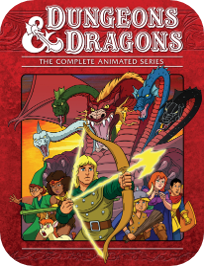 DUNGEONS
& DRAGONS
THE COMPLETE ANIMATED SERIES